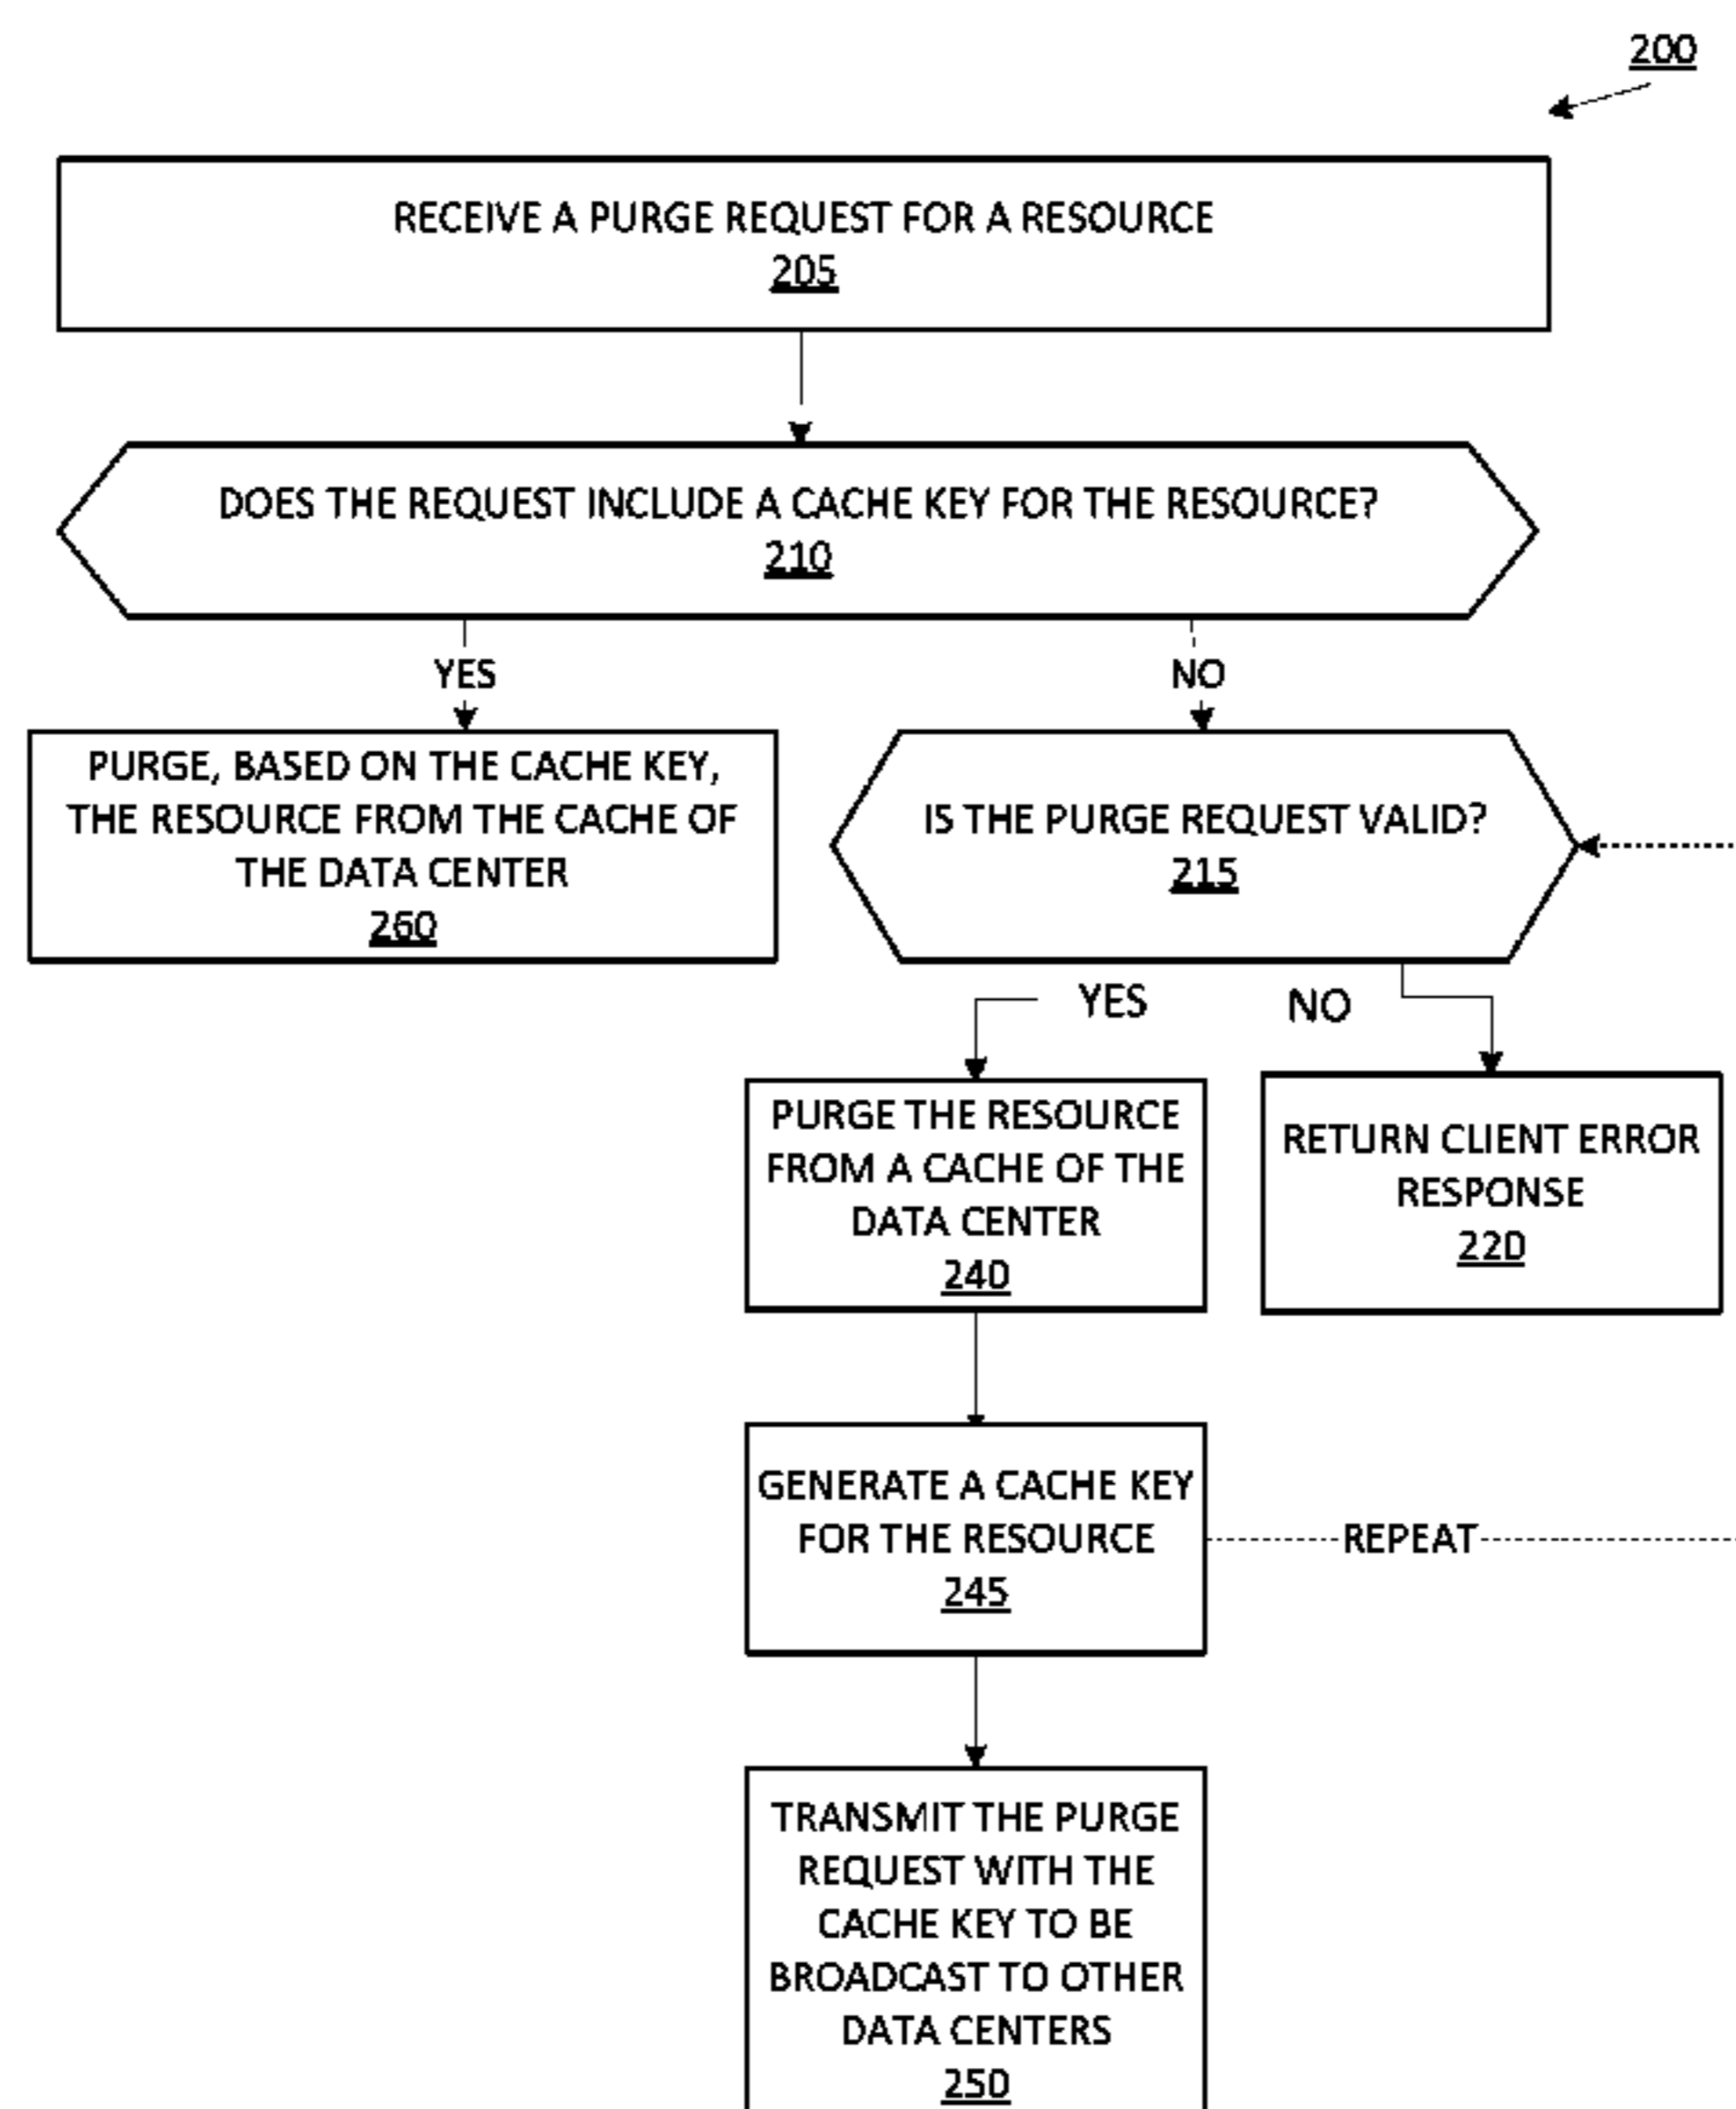 200
RECEIVE A PURGE REQUEST FOR A RESOURCE
205
DOES THE REQUEST INCLUDE A CACHE KEY FOR THE RESOURCE?
210
YES
NO
PURGE, BASED ON THE CACHE KEY,
THE RESOURCE FROM THE CACHE OF
THE DATA CENTER
260
IS THE PURGE REQUEST VALID?
215
YES
NO
PURGE THE RESOURCE
FROM A CACHE OF THE
DATA CENTER
240
RETURN CLIENT ERROR
RESPONSE
220
GENERATE A CACHE KEY
FOR THE RESOURCE
245
REPEAT
TRANSMIT THE PURGE
REQUEST WITH THE
CACHE KEY TO BE
BROADCAST TO OTHER
DATA CENTERS
250